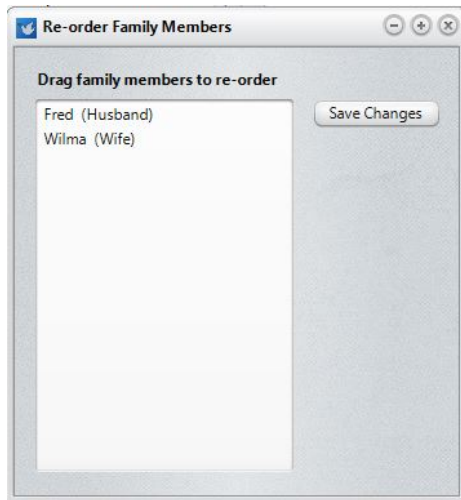 Re-order Family Members
Drag family members to re-order
Fred (Husband)
Save Changes
Wilma (Wife)